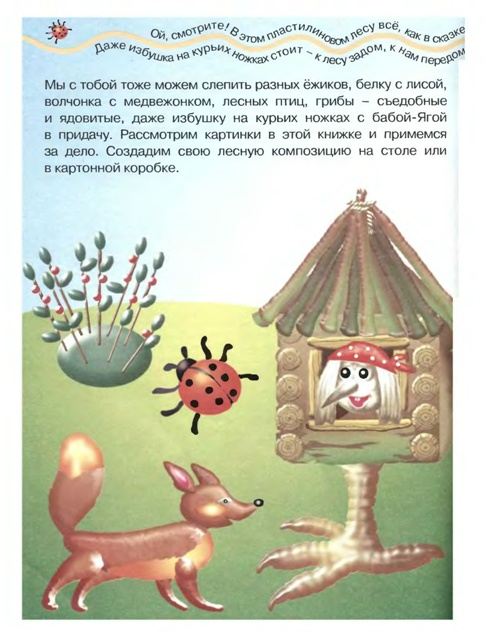 Ой, смотрите! В этом пластилиновом лесу всё, как в сказке
Даже избушка на курьих ножках стоит – к лесу задом, к нам передом
Мы с тобой тоже можем слепить разных ёжиков, белку с лисой,
волчонка с медвежонком, лесных птиц, грибы – съедобные
и ядовитые, даже избушку на курьих ножках с бабой-Ягой
в придачу. Рассмотрим картинки в этой книжке и примемся
за дело. Создадим свою лесную композицию на столе или
в картонной коробке.